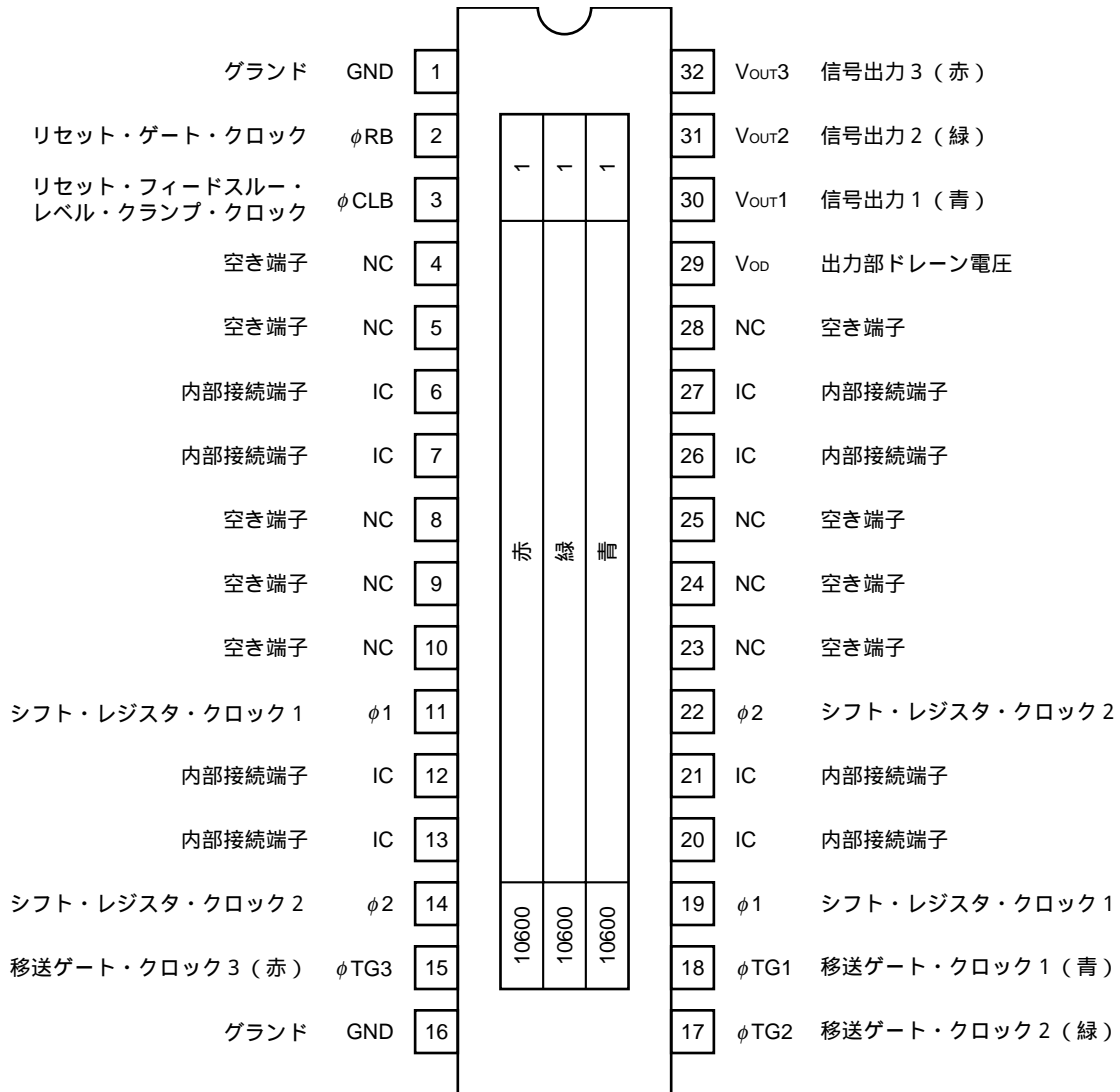 グランド GND 1
32 VOUT3 信号出力3（赤）
リセット・ゲート・クロック φRB 2
31 VOUT2 信号出力2（緑）
リセット・フィードスルー・
レベル・クランプ・クロック φCLB 3
30 VOUT1 信号出力1（青）
空き端子 NC 4
29 VOD 出力部ドレーン電圧
空き端子 NC 5
28 NC 空き端子
内部接続端子 IC 6
27 IC 内部接続端子
内部接続端子 IC 7
26 IC 内部接続端子
空き端子 NC 8
25 NC 空き端子
空き端子 NC 9
24 NC 空き端子
空き端子 NC 10
23 NC 空き端子
シフト・レジスタ・クロック1 φ1 11
22 φ2 シフト・レジスタ・クロック2
内部接続端子 IC 12
21 IC 内部接続端子
内部接続端子 IC 13
20 IC 内部接続端子
シフト・レジスタ・クロック2 φ2 14
19 φ1 シフト・レジスタ・クロック1
移送ゲート・クロック3（赤） φTG3 15
18 φTG1 移送ゲート・クロック1（青）
グランド GND 16
17 φTG2 移送ゲート・クロック2（緑）
1 1 1
赤 緑 青
10600 10600 10600